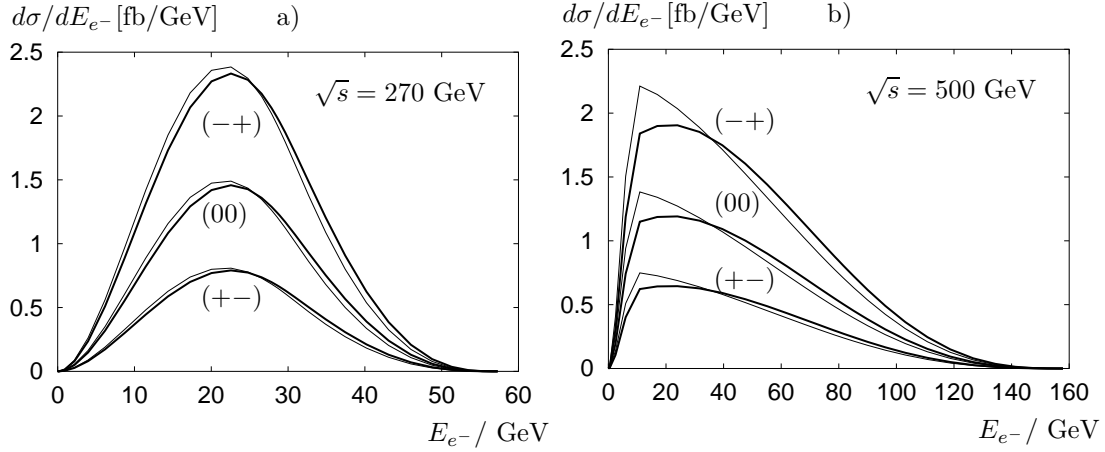 dσ/dE_{e^-}[fb/GeV] a)
√s = 270 GeV
2.5
2
1.5
1
0.5
0
(−+)
(00)
(+−)
0 10 20 30 40 50 60
E_{e^-}/ GeV
dσ/dE_{e^-}[fb/GeV] b)
√s = 500 GeV
2.5
2
1.5
1
0.5
0
(−+)
(00)
(+−)
0 20 40 60 80 100 120 140 160
E_{e^-}/ GeV